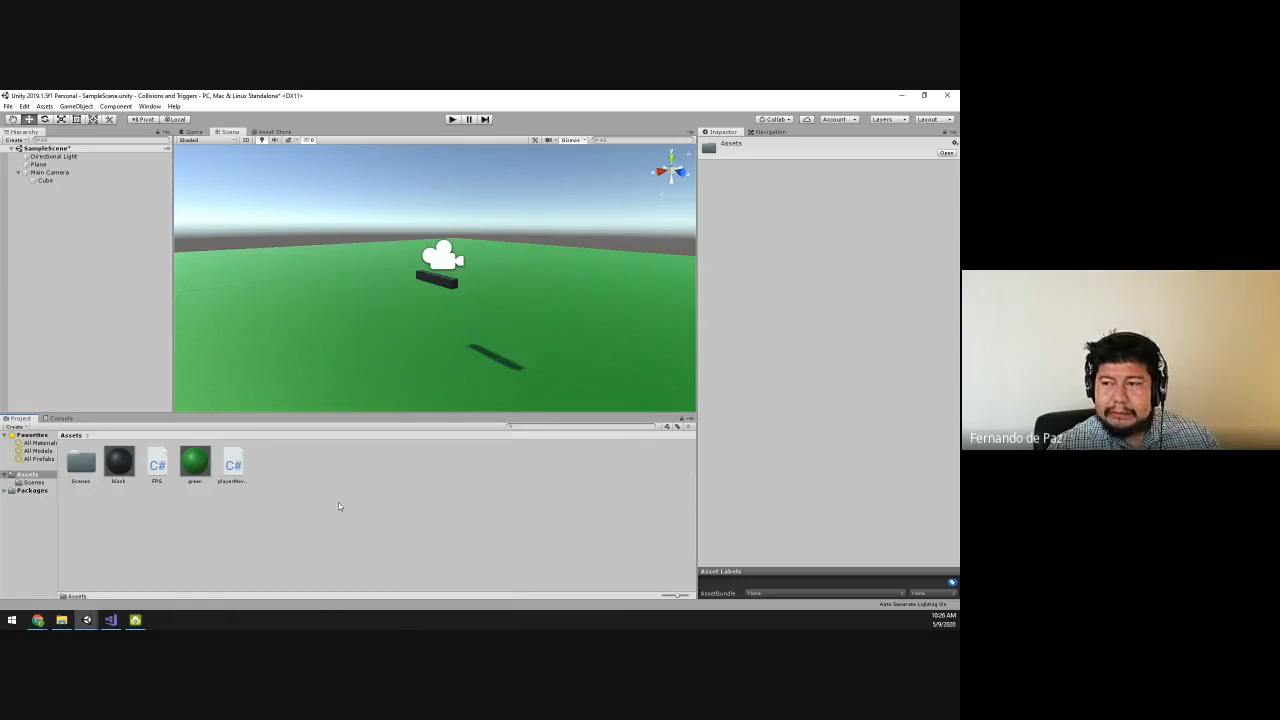 Unity 2019.1.5f1 Personal - SampleScene.unity - Collisions and Triggers - PC, Mac & Linux Standalone* <DX11>
File Edit Assets GameObject Component Window Help
Pivot Local Collab Account Layers Layout
Hierarchy Game Scene Asset Store Inspector Navigation
Create All Shaded 2D Gizmos All
SampleScene*
Directional Light
Plane
Main Camera
Cube
y
Assets
Open
Project Console
Create
Favorites
All Material
All Models
All Prefabs
Assets
Scenes
Packages
Assets
Scenes black FPS green playerMov...
C# C#
Assets
Asset Labels
AssetBundle None None
Auto Generate Lighting On
10:26 AM
5/9/2020
Fernando de Paz